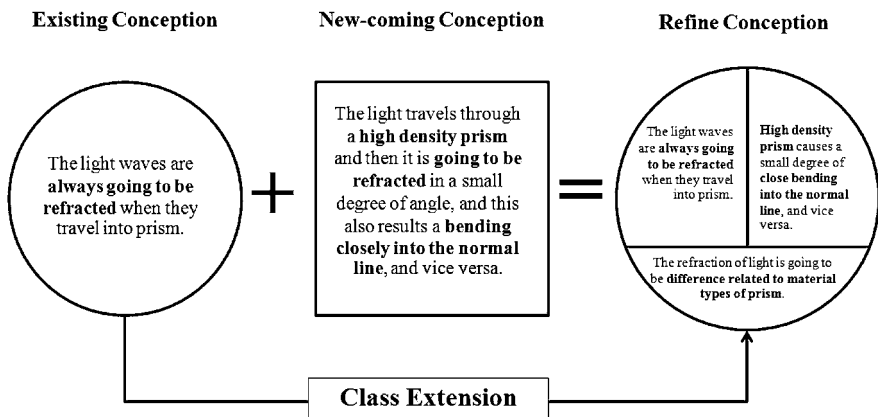 Existing Conception
New-coming Conception
Refine Conception
The light waves are
always going to be
refracted when they
travel into prism.
+
The light travels through
a high density prism
and then it is going to be
refracted in a small
degree of angle, and this
also results a bending
closely into the normal
line, and vice versa.
=
The light waves
are always going
to be refracted
when they travel
into prism.
High density
prism causes a
small degree of
close bending
into the normal
line, and vice
versa.
The refraction of light is going to
be difference related to material
types of prism.
Class Extension